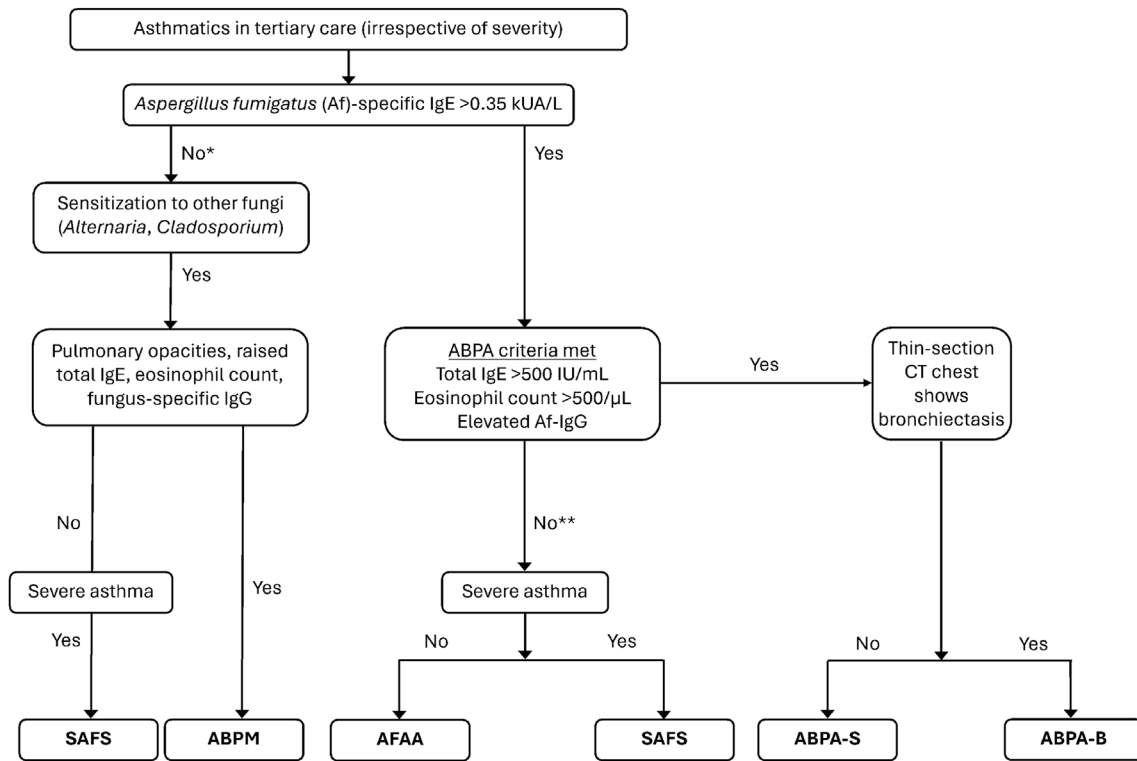 Asthmatics in tertiary care (irrespective of severity)
Aspergillus fumigatus (Af)-specific IgE >0.35 kUA/L
No*
Yes
Sensitization to other fungi
(Alternaria, Cladosporium)
Yes
Pulmonary opacities, raised
total IgE, eosinophil count,
fungus-specific IgG
ABPA criteria met
Total IgE >500 IU/mL
Eosinophil count >500/µL
Elevated Af-IgG
Yes
Thin-section
CT chest
shows
bronchiectasis
No
Yes
No**
Severe asthma
Severe asthma
Yes
No
Yes
No
Yes
SAFS
ABPM
AFAA
SAFS
ABPA-S
ABPA-B